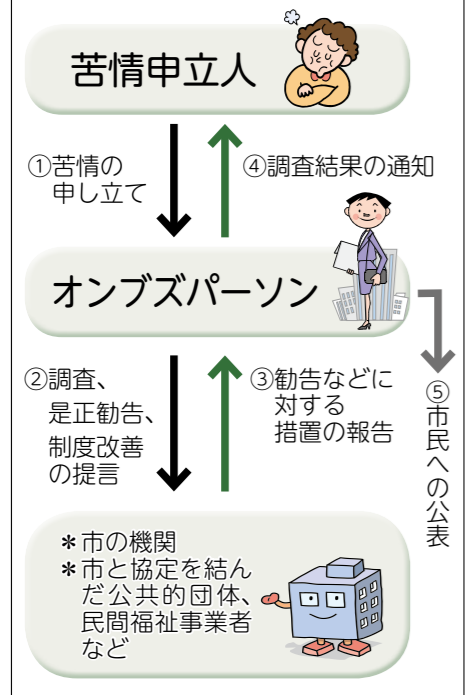 苦情申立人
①苦情の
申し立て
④調査結果の通知
オンブズパーソン
②調査、
是正勧告、
制度改善
の提言
③勧告などに
対する
措置の報告
⑤市民への公表
＊市の機関
＊市と協定を結ん
だ公共的団体、
民間福祉事業者
など